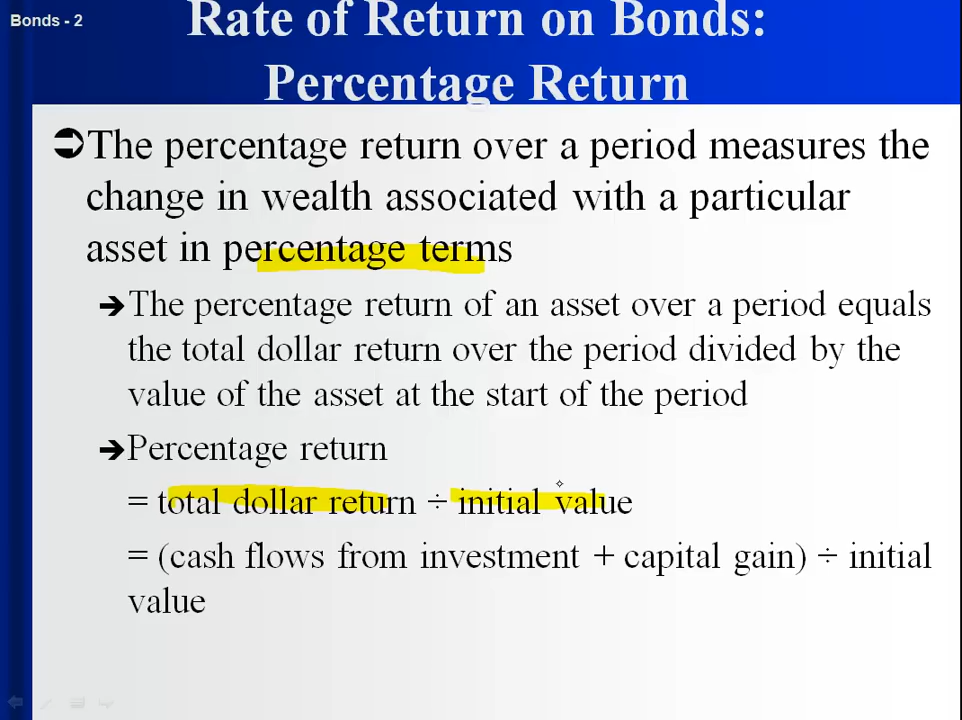 Bonds - 2
Rate of Return on Bonds:
Percentage Return
The percentage return over a period measures the
change in wealth associated with a particular
asset in percentage terms
The percentage return of an asset over a period equals
the total dollar return over the period divided by the
value of the asset at the start of the period
Percentage return
= total dollar return ÷ initial value
= (cash flows from investment + capital gain) ÷ initial
value